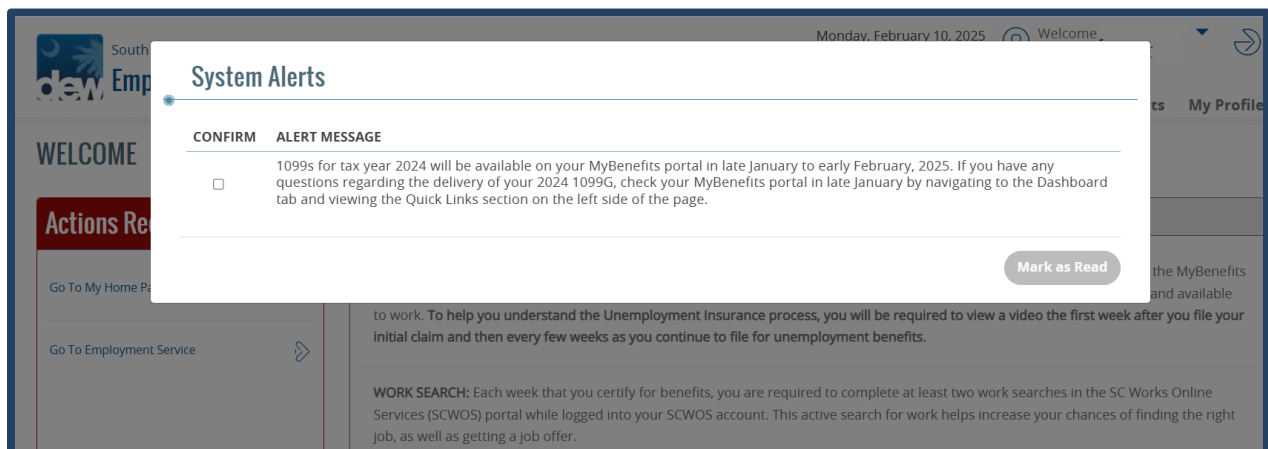 Monday, February 10, 2025 Welcome
South
dew Emp
System Alerts
ts My Profile
WELCOME
CONFIRM ALERT MESSAGE
1099s for tax year 2024 will be available on your MyBenefits portal in late January to early February, 2025. If you have any
questions regarding the delivery of your 2024 1099G, check your MyBenefits portal in late January by navigating to the Dashboard
tab and viewing the Quick Links section on the left side of the page.
Actions Re
Mark as Read
Go To My Home Pa
the MyBenefits
and available
to work. To help you understand the Unemployment Insurance process, you will be required to view a video the first week after you file your
initial claim and then every few weeks as you continue to file for unemployment benefits.
Go To Employment Service
WORK SEARCH: Each week that you certify for benefits, you are required to complete at least two work searches in the SC Works Online
Services (SCWOS) portal while logged into your SCWOS account. This active search for work helps increase your chances of finding the right
job, as well as getting a job offer.